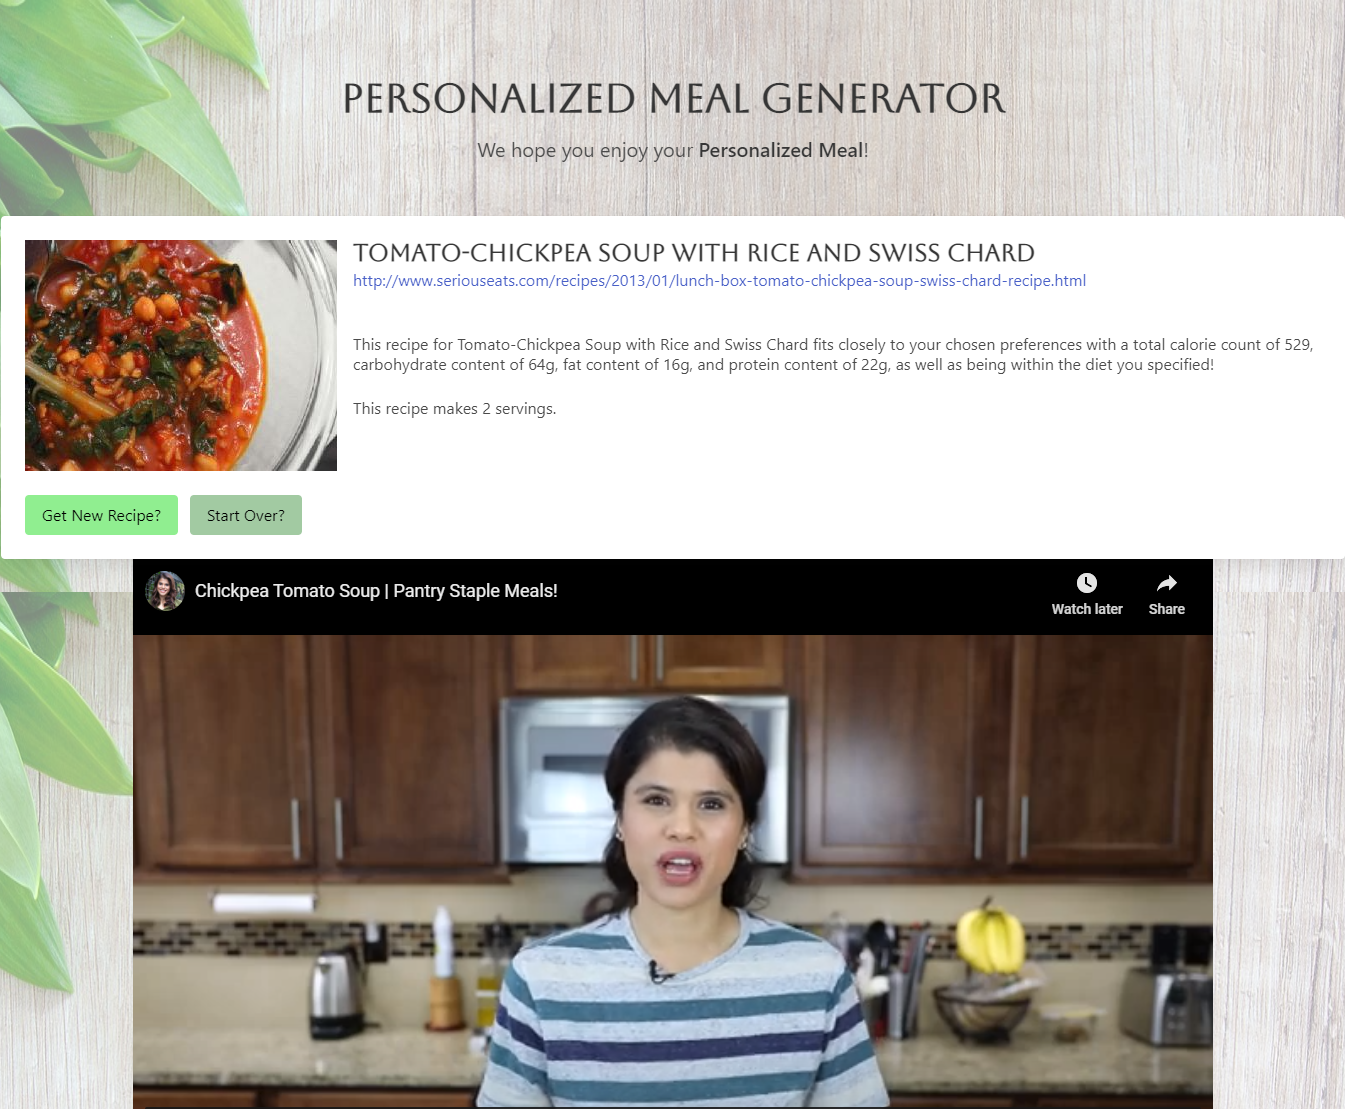 PERSONALIZED MEAL GENERATOR
We hope you enjoy your Personalized Meal!
TOMATO-CHICKPEA SOUP WITH RICE AND SWISS CHARD
http://www.seriouseats.com/recipes/2013/01/lunch-box-tomato-chickpea-soup-swiss-chard-recipe.html
This recipe for Tomato-Chickpea Soup with Rice and Swiss Chard fits closely to your chosen preferences with a total calorie count of 529,
carbohydrate content of 64g, fat content of 16g, and protein content of 22g, as well as being within the diet you specified!
This recipe makes 2 servings.
Get New Recipe? Start Over?
Chickpea Tomato Soup | Pantry Staple Meals!
Watch later Share